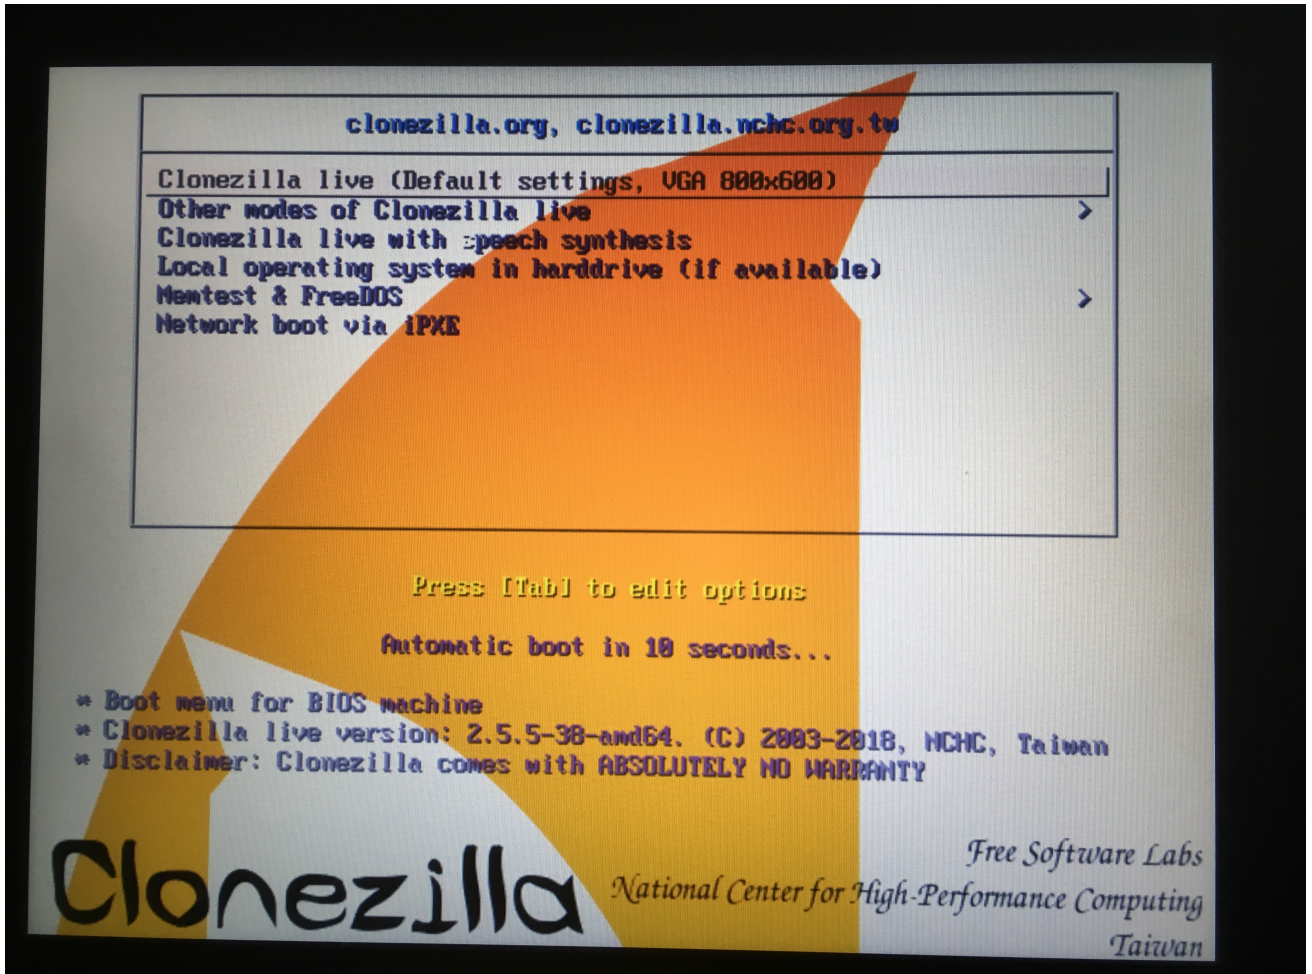 clonezilla.org, clonezilla.nchc.org.tw
Clonezilla live (Default settings, VGA 800x600)
Other modes of Clonezilla live >
Clonezilla live with speech synthesis
Local operating system in harddrive (if available)
Memtest & FreeDOS >
Network boot via iPXE
Press [Tab] to edit options
Automatic boot in 10 seconds...
* Boot menu for BIOS machine
* Clonezilla live version: 2.5.5-38-amd64. (C) 2003-2018, NCHC, Taiwan
* Disclaimer: Clonezilla comes with ABSOLUTELY NO WARRANTY
Clonezilla
Free Software Labs
National Center for High-Performance Computing
Taiwan